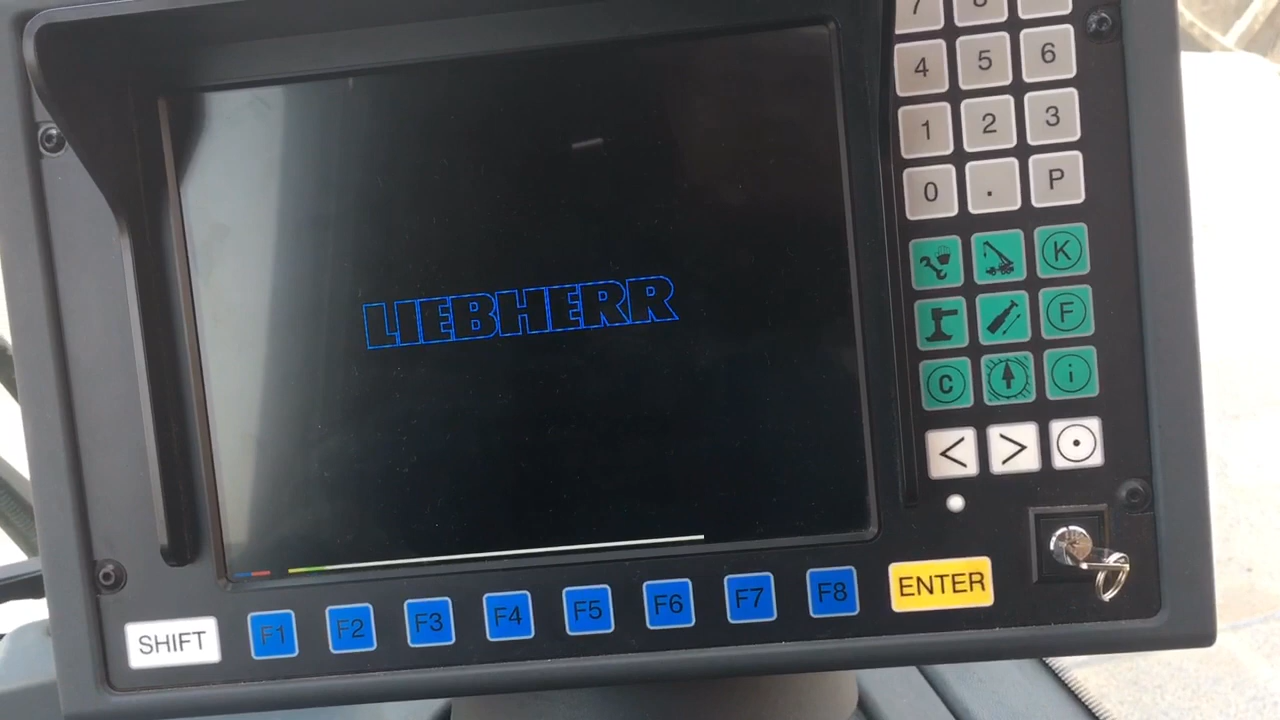 7 8
4 5 6
1 2 3
0 . P
K
F
C i
< >
LIEBHERR
SHIFT F1 F2 F3 F4 F5 F6 F7 F8 ENTER